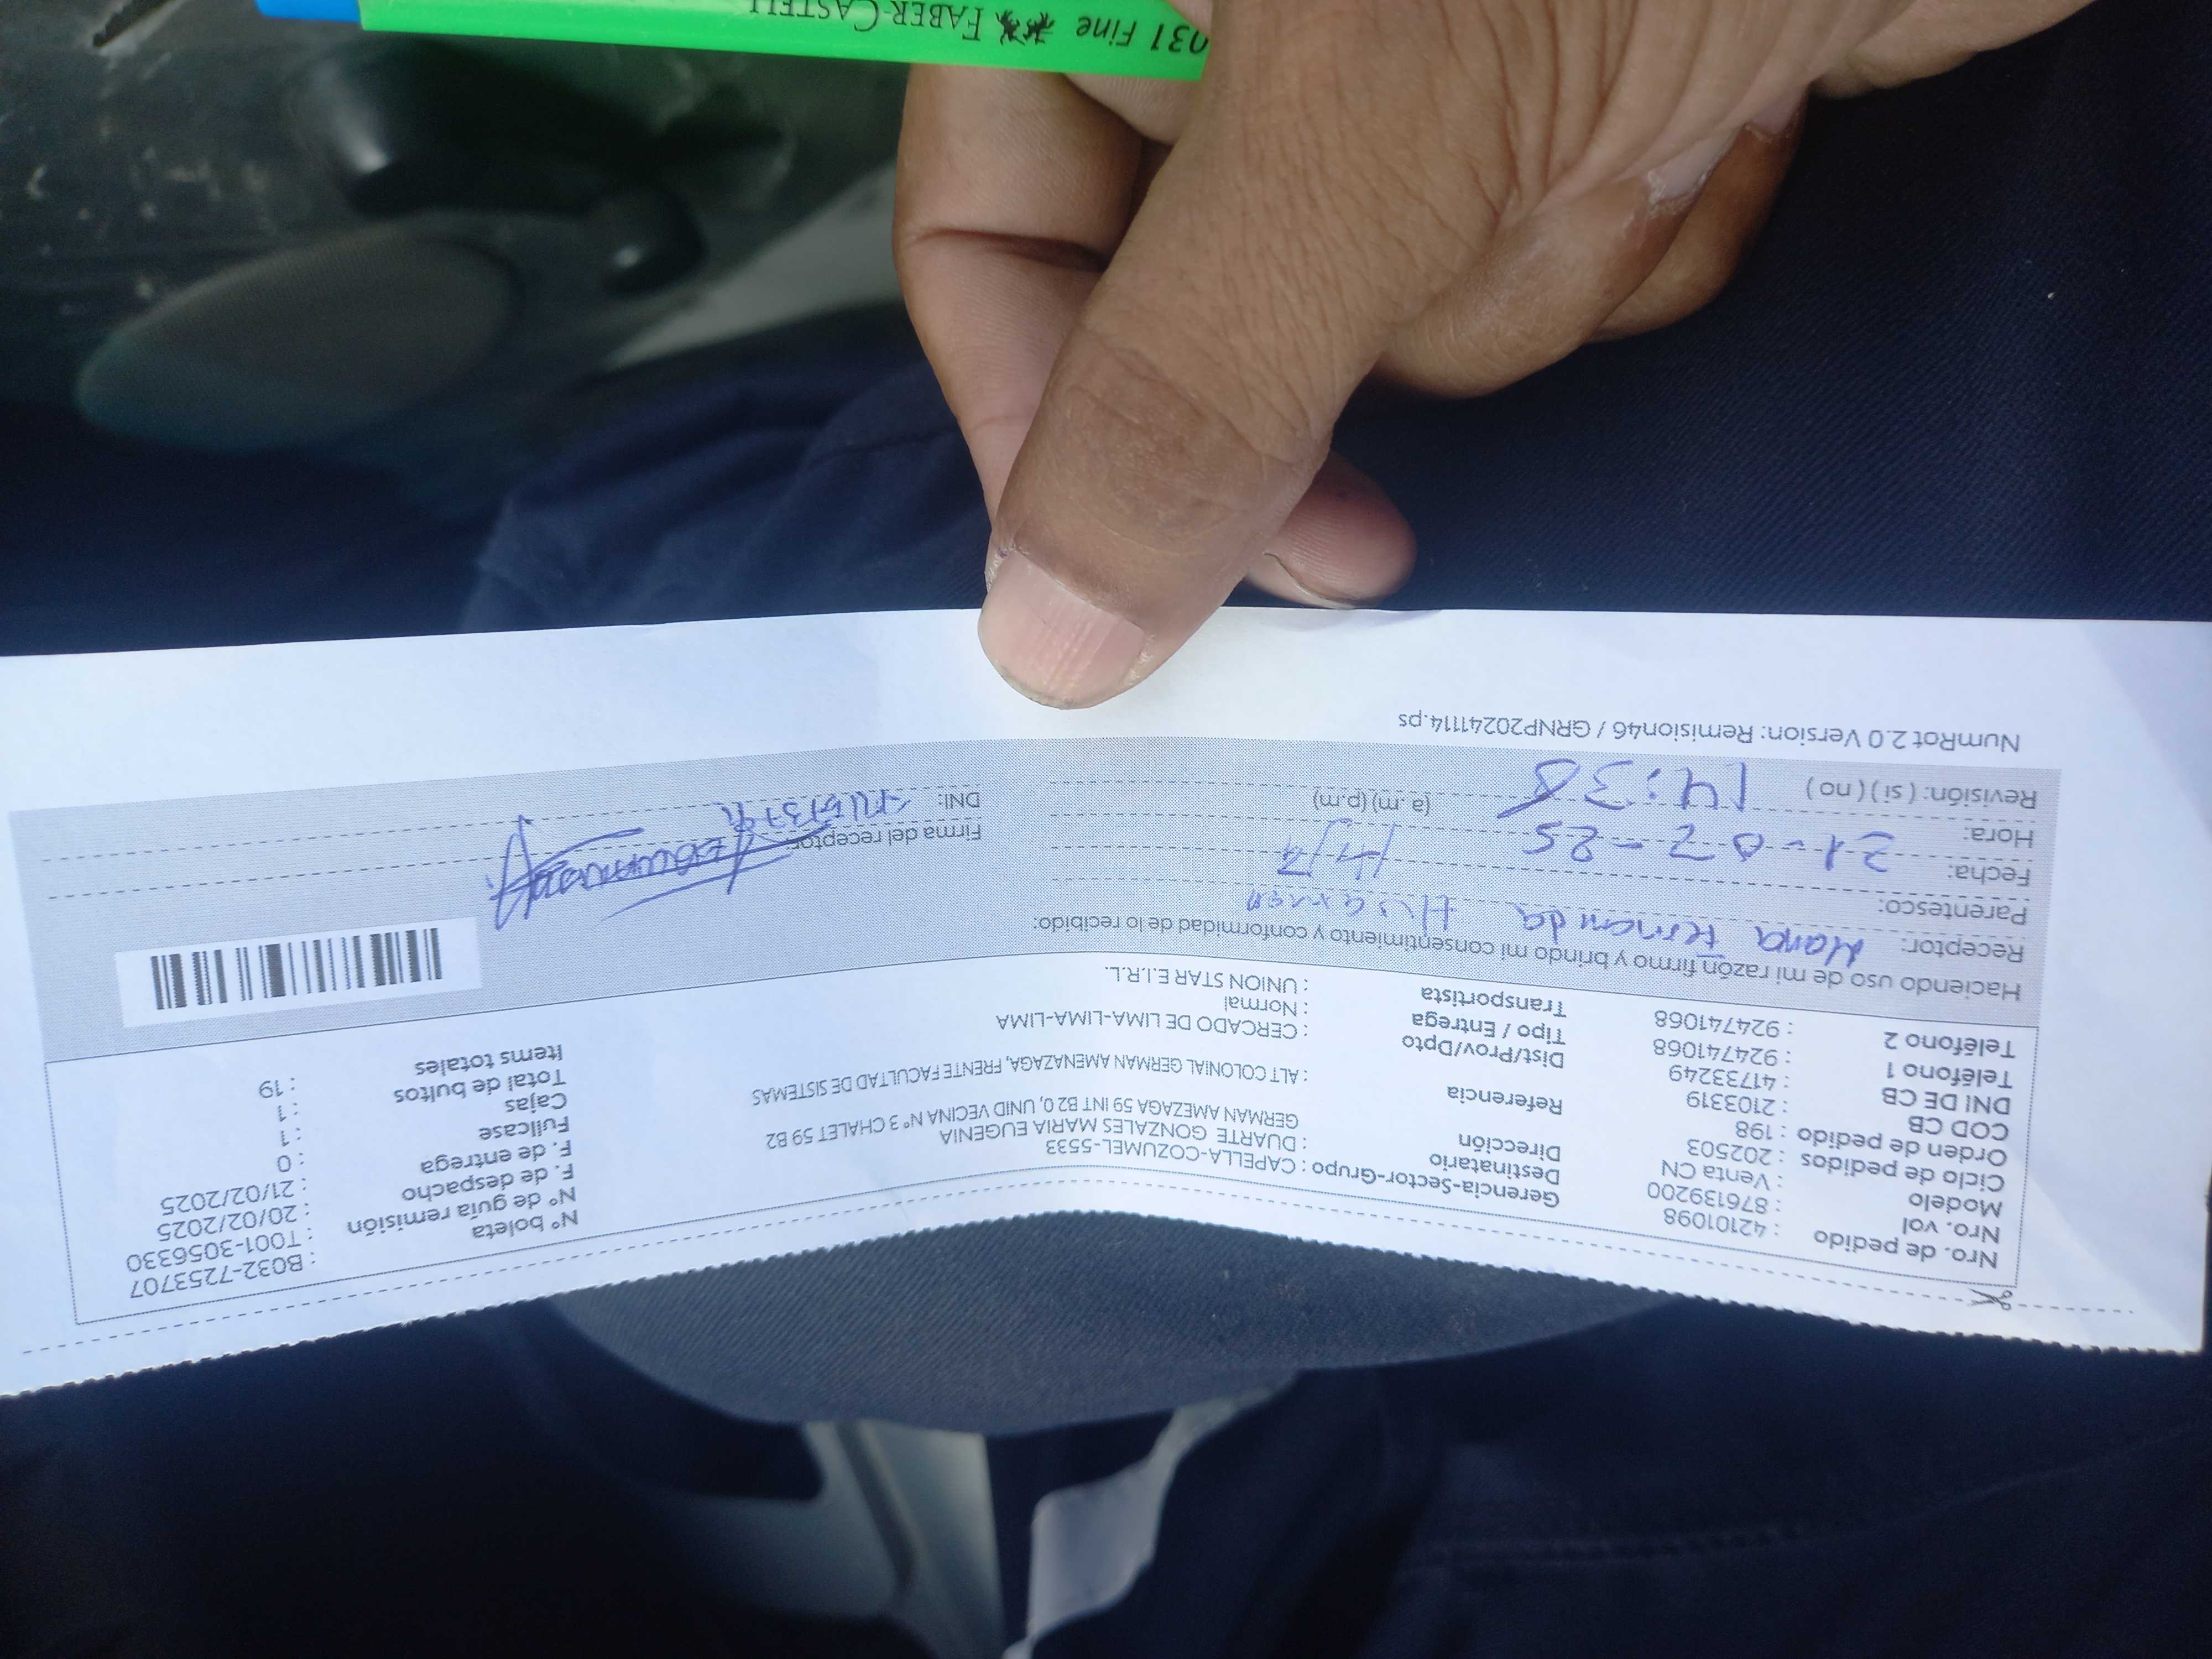 Nro. de pedido : 42101098
Nro. vol : 876139200
Modelo : Venta CN
Ciclo de pedidos : 202503
Orden de pedido : 198
COD CB : 2103319
DNI DE CB : 41733249
Teléfono 1 : 924741068
Teléfono 2 : 924741068
Gerencia-Sector-Grupo : CAPELLA-COZUMEL-5533
Destinatario : DUARTE GONZALES MARIA EUGENIA
Dirección GERMAN AMEZAGA 59 INT B2 0, UNID VECINA N° 3 CHALET 59 B2
Referencia : ALT COLONIAL GERMAN AMENAZAGA, FRENTE FACULTAD DE SISTEMAS
Dist/Prov/Dpto : CERCADO DE LIMA-LIMA-LIMA
Tipo / Entrega : Normal
Transportista : UNION STAR E.I.R.L.
N° boleta : B032-7253707
N° de guía remisión : T001-3056330
F. de despacho : 20/02/2025
F. de entrega : 21/02/2025
Fullcase : 0
Cajas : 1
Total de bultos : 1
Items totales : 19
Haciendo uso de mi razón firmo y brindo mi consentimiento y conformidad de lo recibido:
Receptor: Maria Fernanda
Parentesco: Hija
Fecha: 21-02-25
Hora: 14:38 (a.m) (p.m)
Revisión: (si) (no)
Firma del receptor:
DNI:
NumRot 2.0 Version: Remision46 / GRNP20241114.ps
031 Fine FABER-CASTELL